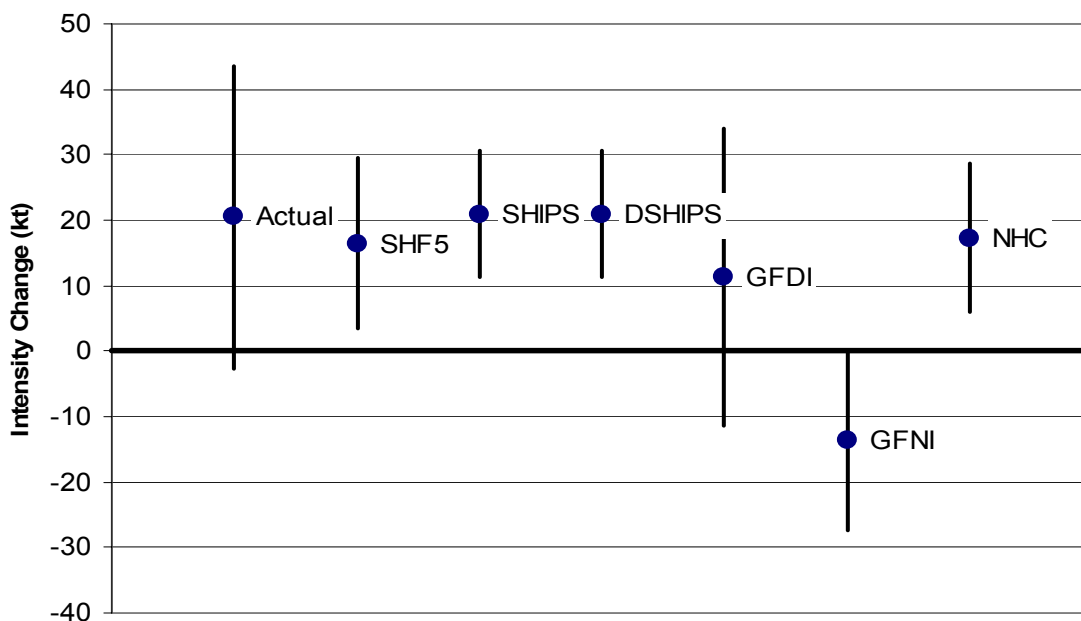 50
40
30
20
10
0
-10
-20
-30
-40
Intensity Change (kt)
Actual
SHF5
SHIPS
DSHIPS
GFDI
GFNI
NHC